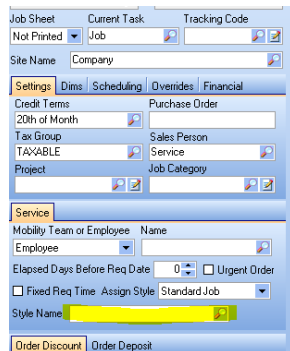 Job Sheet Current Task Tracking Code
Not Printed Job
Site Name Company
Settings Dims Scheduling Overrides Financial
Credit Terms Purchase Order
20th of Month
Tax Group Sales Person
TAXABLE Service
Project Job Category
Service
Mobility Team or Employee Name
Employee
Elapsed Days Before Req Date 0 Urgent Order
Fixed Req Time Assign Style Standard Job
Style Name
Order Discount Order Deposit